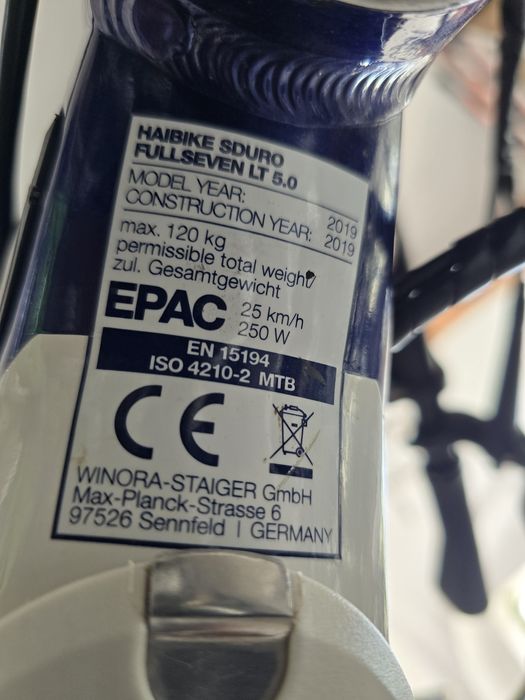 HAIBIKE SDURO
FULLSEVEN LT 5.0
MODEL YEAR: 2019
CONSTRUCTION YEAR: 2019
max. 120 kg
permissible total weight/
zul. Gesamtgewicht
EPAC 25 km/h
250 W
EN 15194
ISO 4210-2 MTB
CE
WINORA-STAIGER GmbH
Max-Planck-Strasse 6
97526 Sennfeld | GERMANY